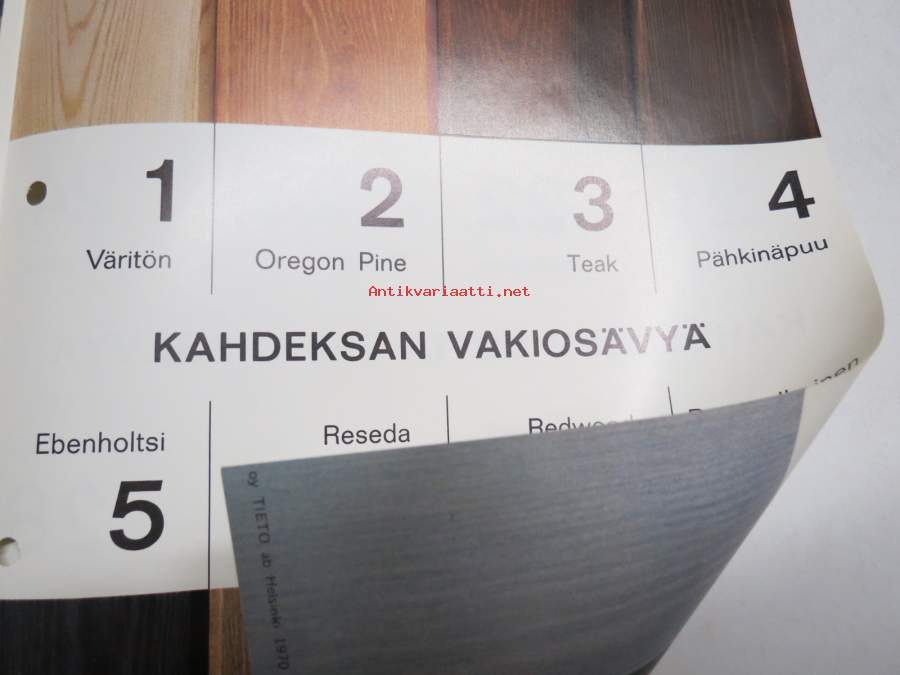 1 2 3 4
Väritön Oregon Pine Teak Pähkinäpuu
Antikvariaatti.net
KAHDEKSAN VAKIOSÄVYÄ
Ebenholtsi Reseda
5
oy TIETO ab Helsinki 1970